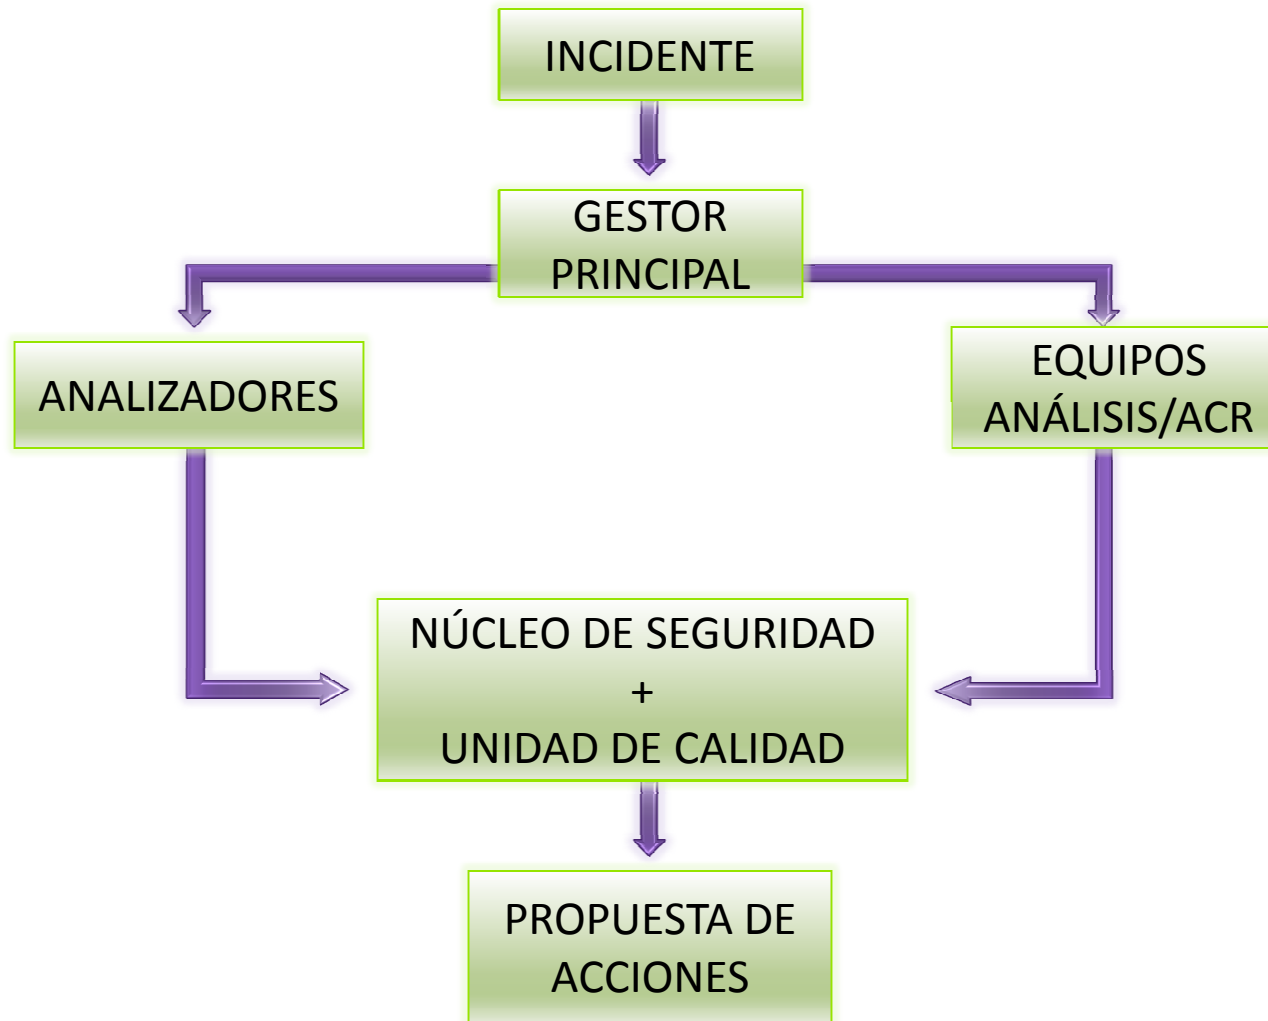 INCIDENTE
GESTOR
PRINCIPAL
ANALIZADORES
EQUIPOS
ANÁLISIS/ACR
NÚCLEO DE SEGURIDAD
+
UNIDAD DE CALIDAD
PROPUESTA DE
ACCIONES